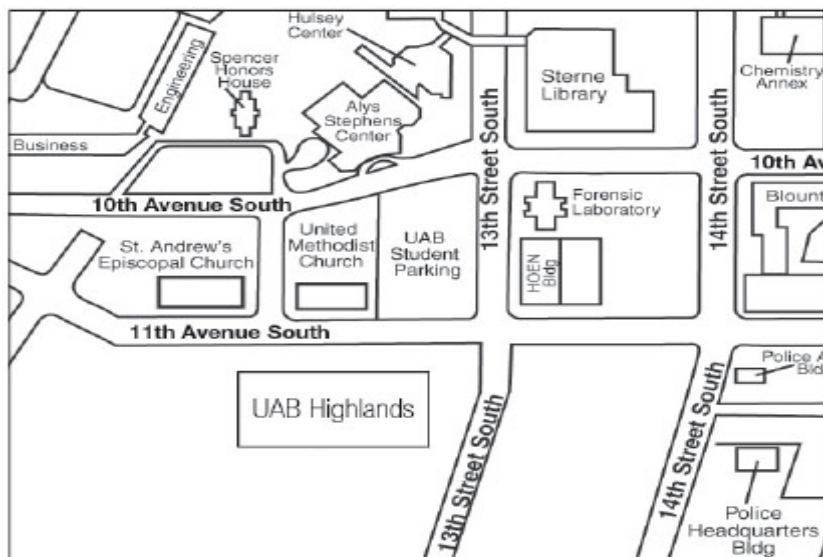 Hulsey
Center
Engineering
Spencer
Honors
House
Sterne
Library
Chemistry
Annex
Alys
Stephens
Center
Business
13th Street South
14th Street South
10th Av
10th Avenue South
St. Andrew's
Episcopal Church
United
Methodist
Church
UAB
Student
Parking
Forensic
Laboratory
HOEN
Bldg
Blount
11th Avenue South
Police A
Bld
UAB Highlands
13th Street South
14th Street South
Police
Headquarters
Bldg